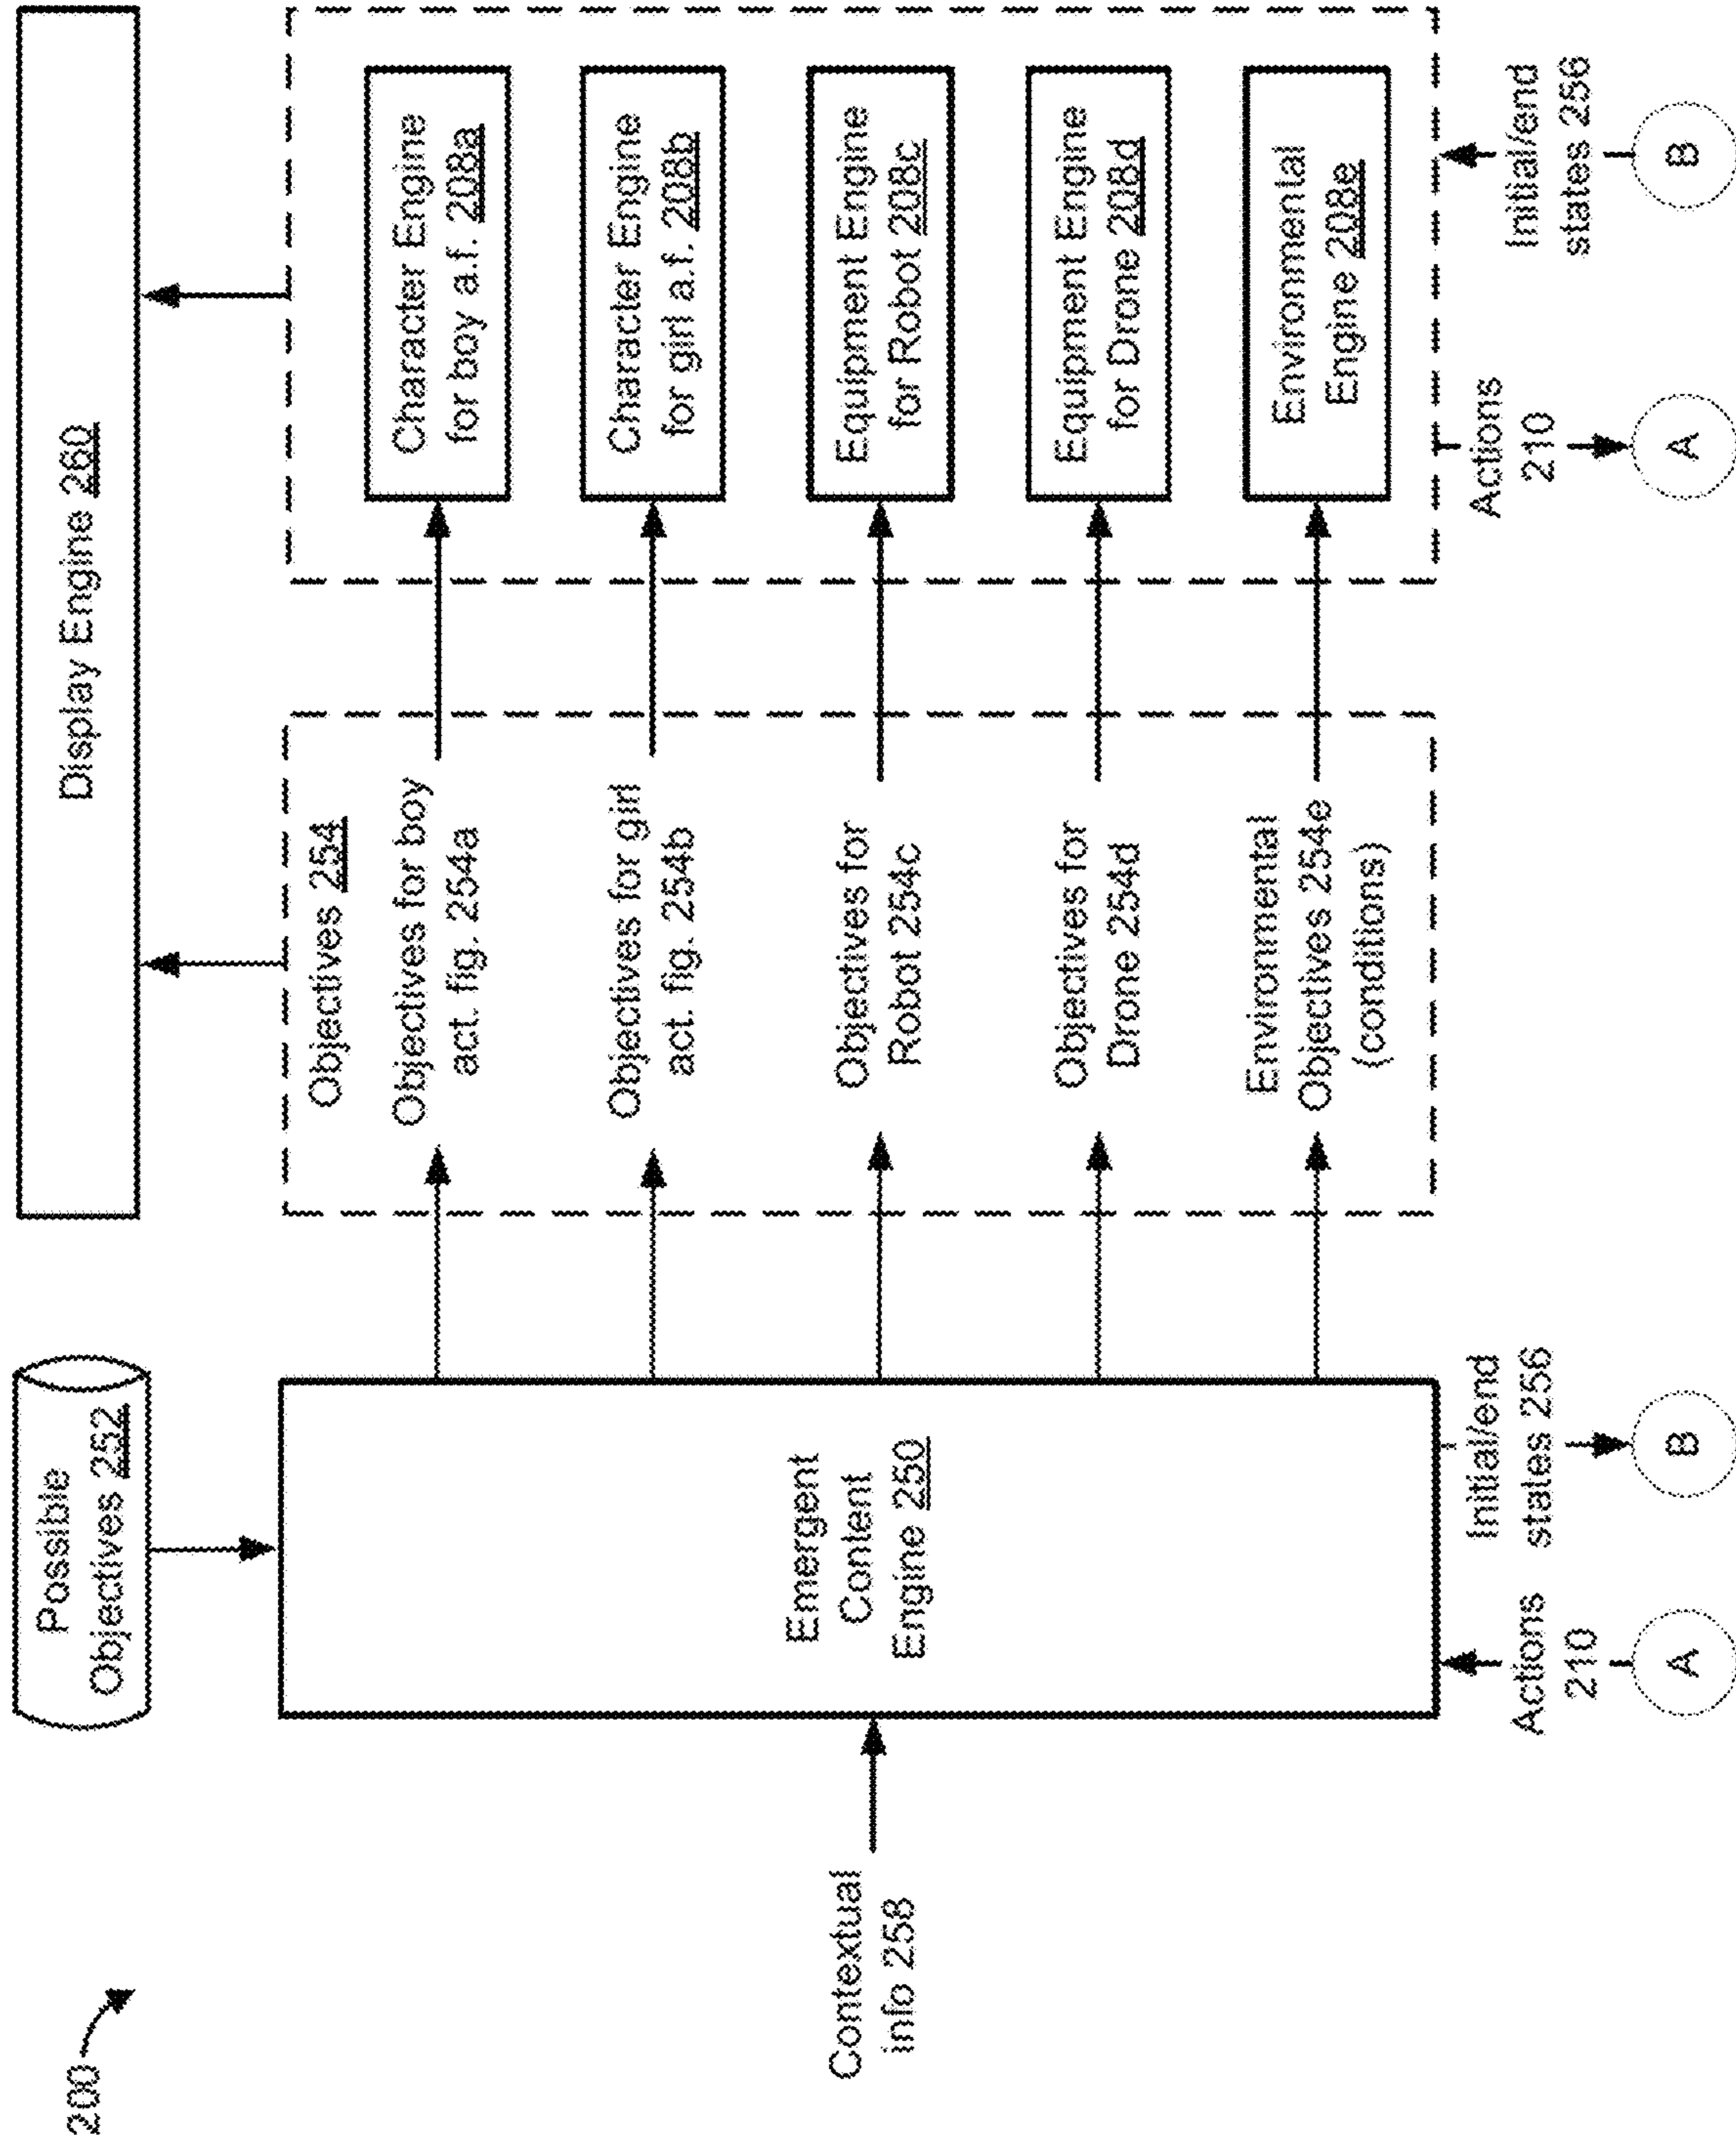 200
Possible
Objectives 252
Display Engine 260
Contextual
info 258
Emergent
Content
Engine 250
Objectives 254
Objectives for boy
act. fig. 254a
Objectives for girl
act. fig. 254b
Objectives for
Robot 254c
Objectives for
Drone 254d
Environmental
Objectives 254e
(conditions)
Character Engine
for boy a.f. 208a
Character Engine
for girl a.f. 208b
Equipment Engine
for Robot 208c
Equipment Engine
for Drone 208d
Environmental
Engine 208e
Actions
210
A
Initial/end
states 256
B
Actions
210
A
Initial/end
states 256
B